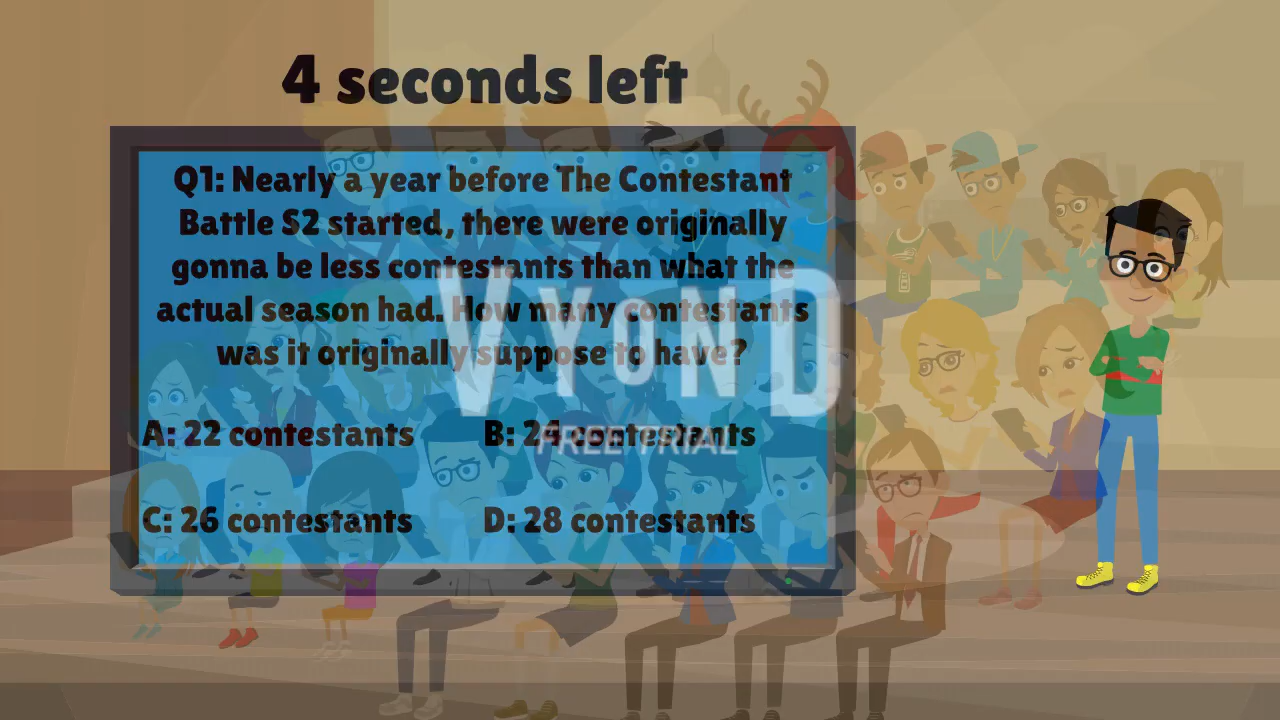 4 seconds left
Q1: Nearly a year before The Contestant
Battle S2 started, there were originally
gonna be less contestants than what the
actual season had. How many contestants
was it originally suppose to have?
A: 22 contestants
B: 24 contestants
C: 26 contestants
D: 28 contestants
VYOND
FREE TRIAL